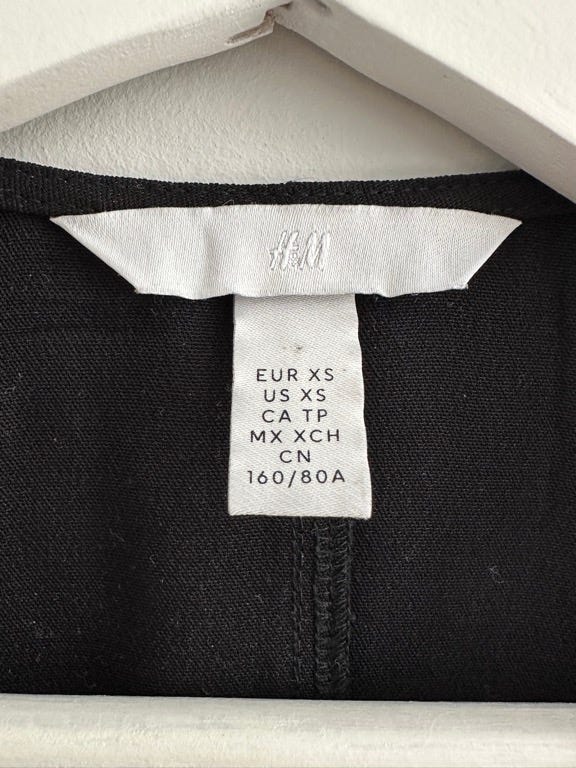 H&M
EUR XS
US XS
CA TP
MX XCH
CN
160/80A